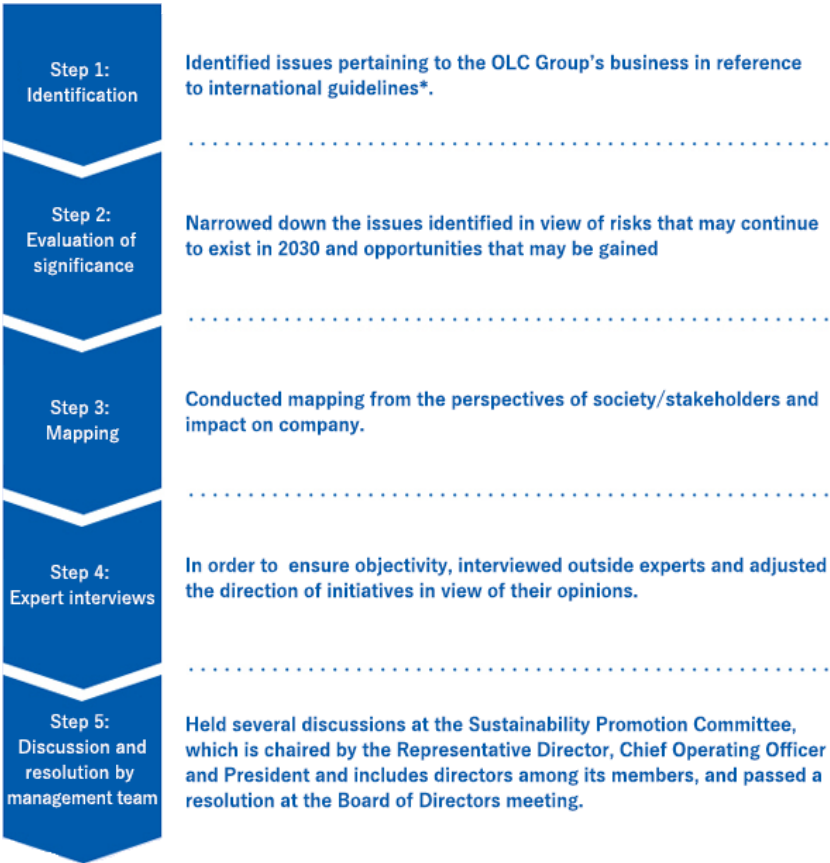 Step 1:
Identification
Identified issues pertaining to the OLC Group's business in reference
to international guidelines*.
Step 2:
Evaluation of
significance
Narrowed down the issues identified in view of risks that may continue
to exist in 2030 and opportunities that may be gained
Step 3:
Mapping
Conducted mapping from the perspectives of society/stakeholders and
impact on company.
Step 4:
Expert interviews
In order to  ensure objectivity, interviewed outside experts and adjusted
the direction of initiatives in view of their opinions.
Step 5:
Discussion and
resolution by
management team
Held several discussions at the Sustainability Promotion Committee,
which is chaired by the Representative Director, Chief Operating Officer
and President and includes directors among its members, and passed a
resolution at the Board of Directors meeting.